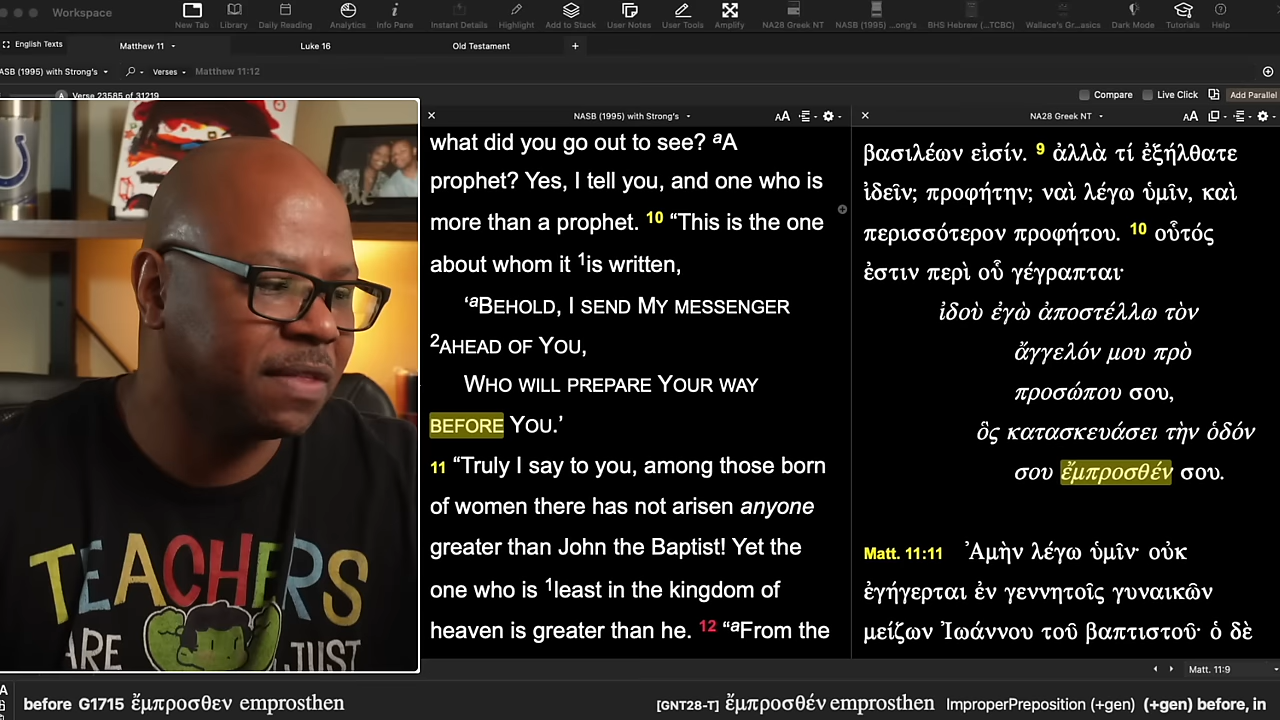 Workspace
New Tab
Library
Daily Reading
Analytics
Info Pane
Instant Details
Highlight
Add to Stack
User Notes
User Tools
Amplify
NA28 Greek NT
NASB (1995) ...ong's
BHS Hebrew (...TCBC)
Wallace's Gr...asics
Dark Mode
Tutorials
Help
English Texts
Matthew 11
Luke 16
Old Testament
+
ASB (1995) with Strong's
Verses
Matthew 11:12
Verse 23585 of 31219
Compare
Live Click
Add Parallel
NASB (1995) with Strong's
AA
what did you go out to see? aA
prophet? Yes, I tell you, and one who is
more than a prophet. 10 “This is the one
about whom it 1is written,
‘aBEHOLD, I SEND MY MESSENGER
2AHEAD OF YOU,
WHO WILL PREPARE YOUR WAY
BEFORE YOU.’
11 “Truly I say to you, among those born
of women there has not arisen anyone
greater than John the Baptist! Yet the
one who is 1least in the kingdom of
heaven is greater than he. 12 “aFrom the
NA28 Greek NT
AA
βασιλέων εἰσίν. 9 ἀλλὰ τί ἐξήλθατε
ἰδεῖν; προφήτην; ναὶ λέγω ὑμῖν, καὶ
περισσότερον προφήτου. 10 οὗτός
ἐστιν περὶ οὗ γέγραπται·
ἰδοὺ ἐγὼ ἀποστέλλω τὸν
ἄγγελόν μου πρὸ
προσώπου σου,
ὃς κατασκευάσει τὴν ὁδόν
σου ἔμπροσθέν σου.
Matt. 11:11 Ἀμὴν λέγω ὑμῖν· οὐκ
ἐγήγερται ἐν γεννητοῖς γυναικῶν
μείζων Ἰωάννου τοῦ βαπτιστοῦ· ὁ δὲ
Matt. 11:9
TEACHERS
ARE JUST
before G1715 ἔμπροσθεν emprosthen
[GNT28-T] ἔμπροσθέν emprosthen ImproperPreposition (+gen) (+gen) before, in